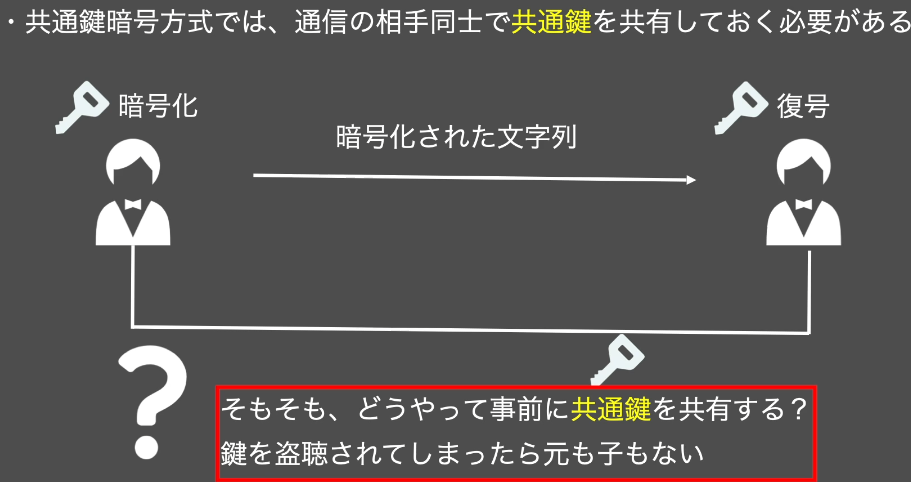 ・共通鍵暗号方式では、通信の相手同士で共通鍵を共有しておく必要がある
暗号化
復号
暗号化された文字列
?
そもそも、どうやって事前に共通鍵を共有する？
鍵を盗聴されてしまったら元も子もない